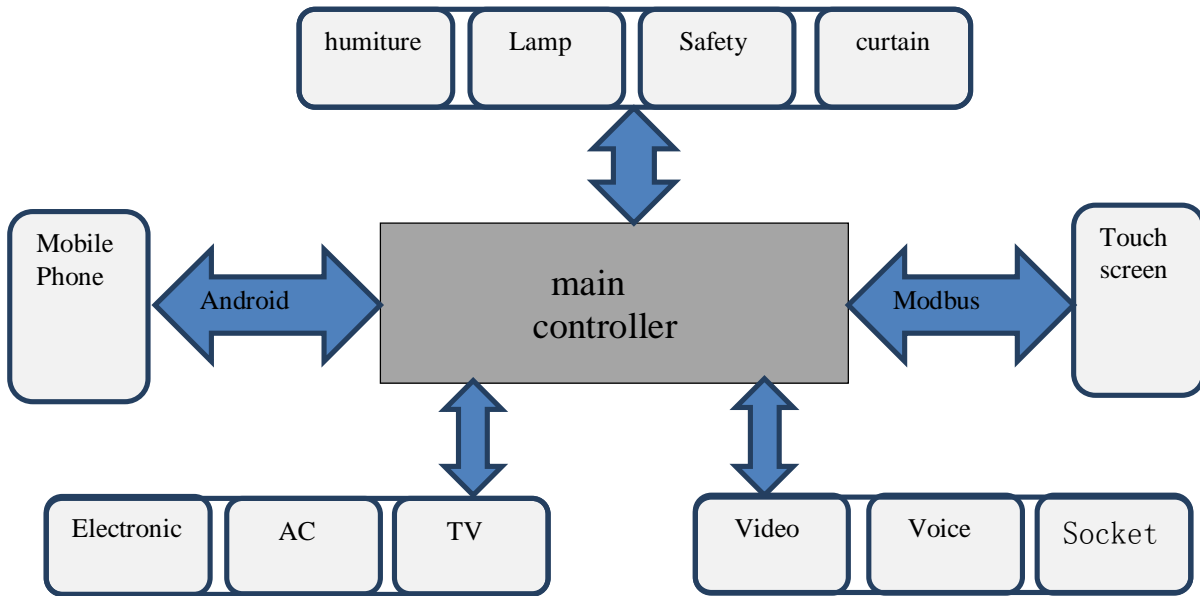 humiture
Lamp
Safety
curtain
Mobile
Phone
Android
main
controller
Modbus
Touch
screen
Electronic
AC
TV
Video
Voice
Socket